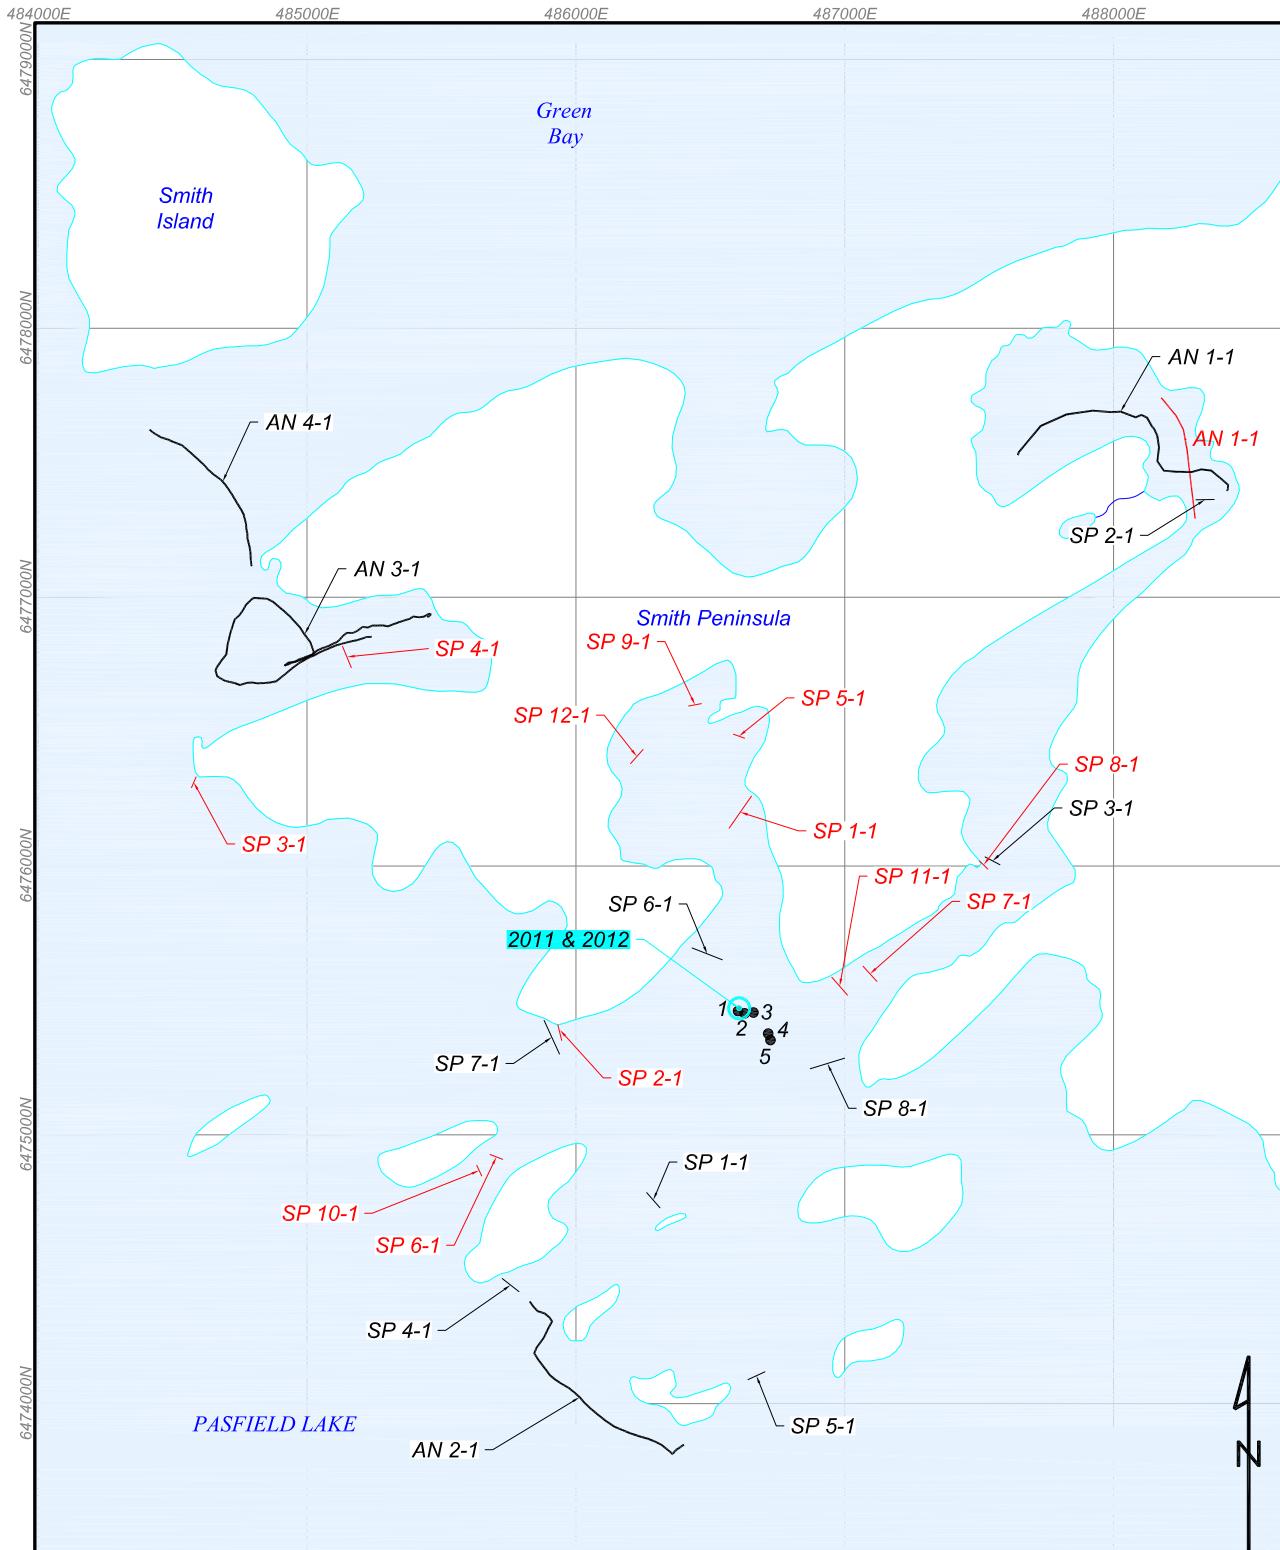 484000E
485000E
486000E
487000E
488000E
6479000N
Green
Bay
Smith
Island
6478000N
AN 1-1
AN 4-1
AN 1-1
SP 2-1
AN 3-1
6477000N
Smith Peninsula
SP 9-1
SP 4-1
SP 5-1
SP 12-1
SP 8-1
SP 3-1
SP 1-1
SP 3-1
6476000N
SP 11-1
SP 7-1
SP 6-1
2011 & 2012
1
2
3
4
5
SP 7-1
SP 2-1
SP 8-1
6475000N
SP 1-1
SP 10-1
SP 6-1
SP 4-1
6474000N
PASFIELD LAKE
SP 5-1
AN 2-1
N